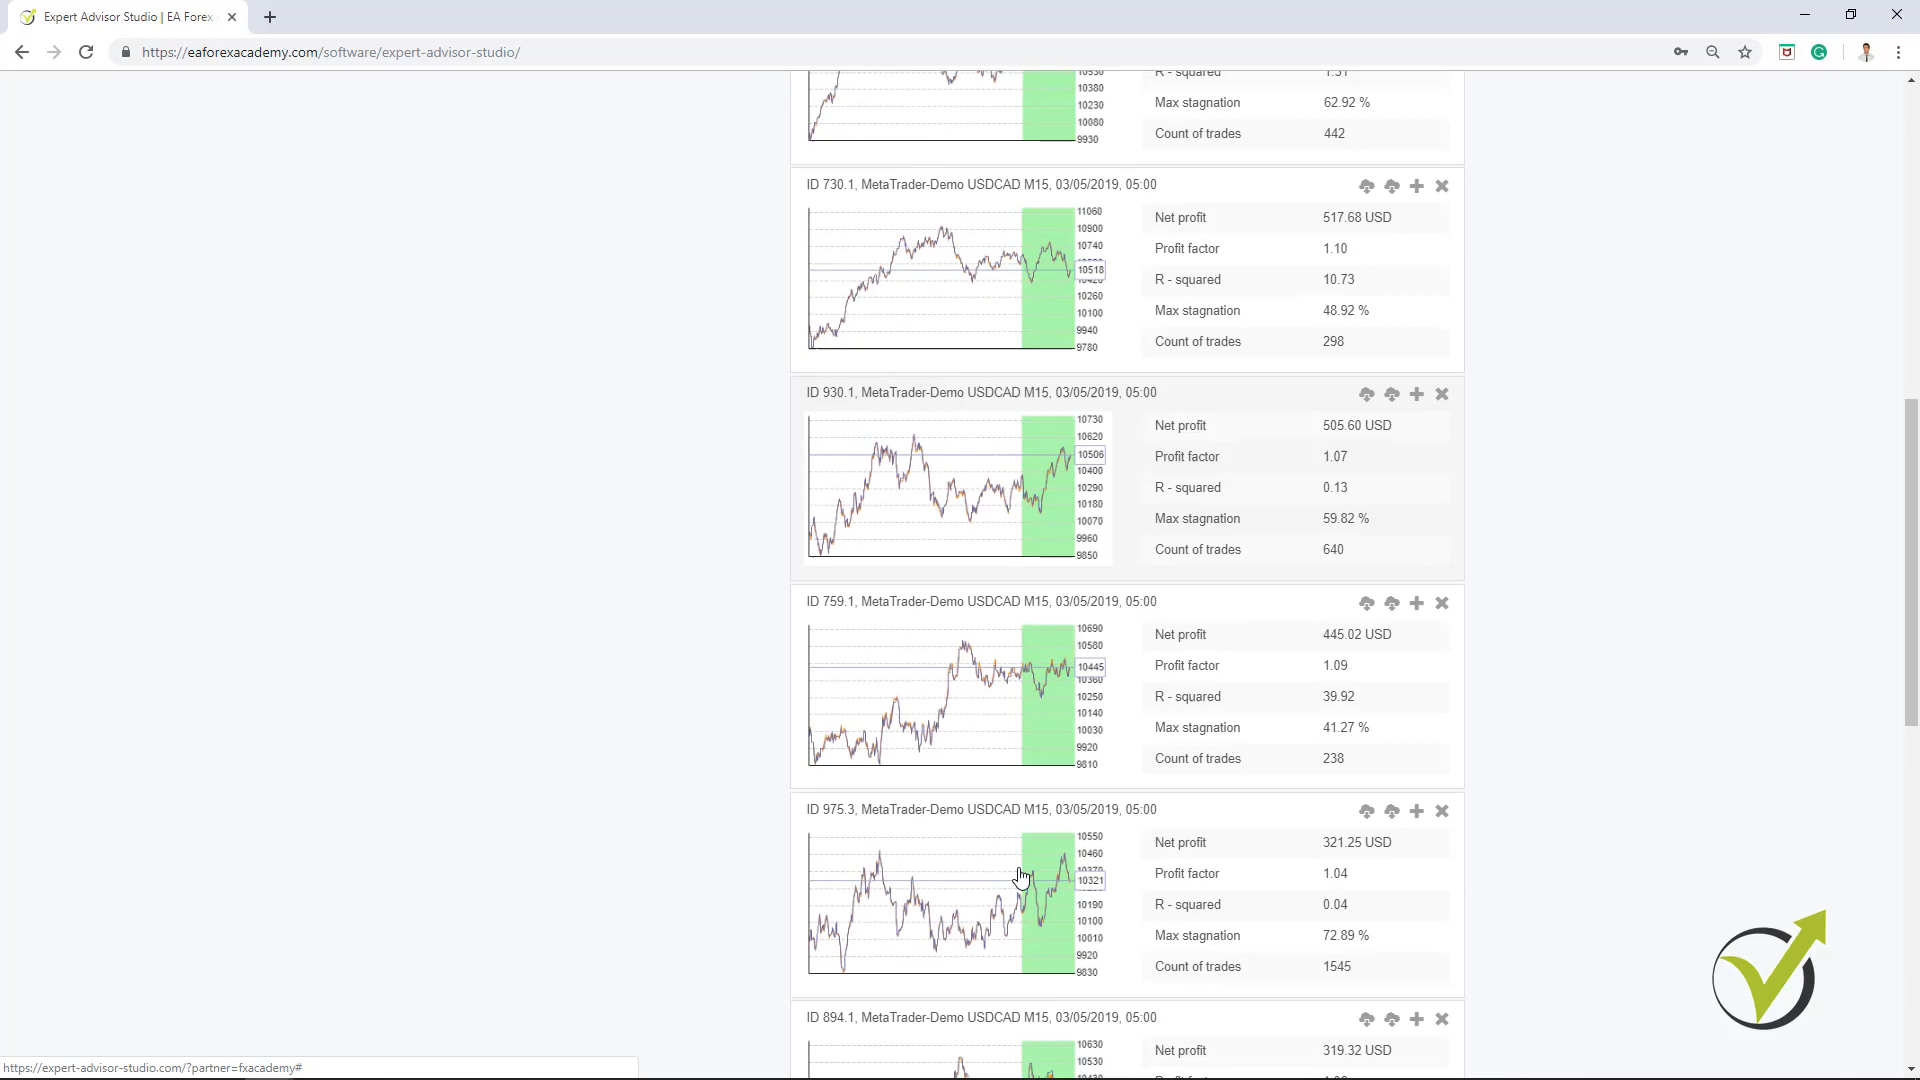 Expert Advisor Studio | EA Forex
https://eaforexacademy.com/software/expert-advisor-studio/
10380
10230
10080
9930
R - squared 1.51
Max stagnation 62.92 %
Count of trades 442
ID 730.1, MetaTrader-Demo USDCAD M15, 03/05/2019, 05:00
11060
10900
10740
10518
10260
10100
9940
9780
Net profit 517.68 USD
Profit factor 1.10
R - squared 10.73
Max stagnation 48.92 %
Count of trades 298
ID 930.1, MetaTrader-Demo USDCAD M15, 03/05/2019, 05:00
10730
10620
10506
10400
10290
10180
10070
9960
9850
Net profit 505.60 USD
Profit factor 1.07
R - squared 0.13
Max stagnation 59.82 %
Count of trades 640
ID 759.1, MetaTrader-Demo USDCAD M15, 03/05/2019, 05:00
10690
10580
10445
10360
10250
10140
10030
9920
9810
Net profit 445.02 USD
Profit factor 1.09
R - squared 39.92
Max stagnation 41.27 %
Count of trades 238
ID 975.3, MetaTrader-Demo USDCAD M15, 03/05/2019, 05:00
10550
10460
10370
10321
10190
10100
10010
9920
9830
Net profit 321.25 USD
Profit factor 1.04
R - squared 0.04
Max stagnation 72.89 %
Count of trades 1545
ID 894.1, MetaTrader-Demo USDCAD M15, 03/05/2019, 05:00
10630
10530
Net profit 319.32 USD
Profit factor
https://expert-advisor-studio.com/?partner=fxacademy#